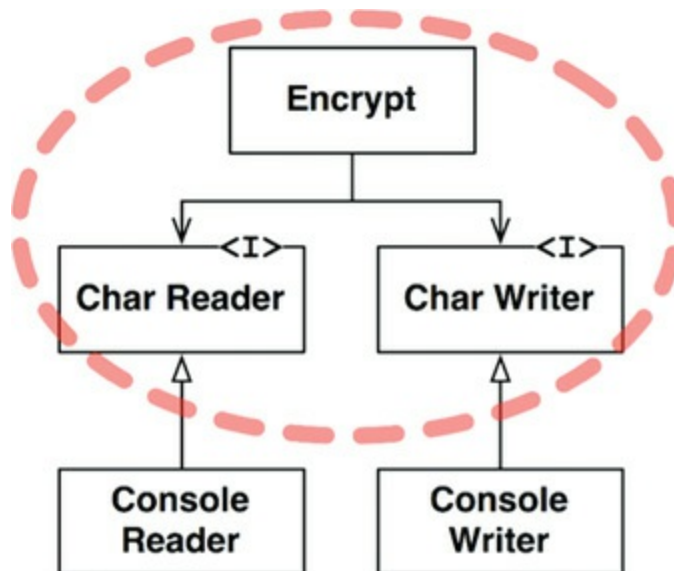 Encrypt
<I>
<I>
Char Reader
Char Writer
Console
Reader
Console
Writer